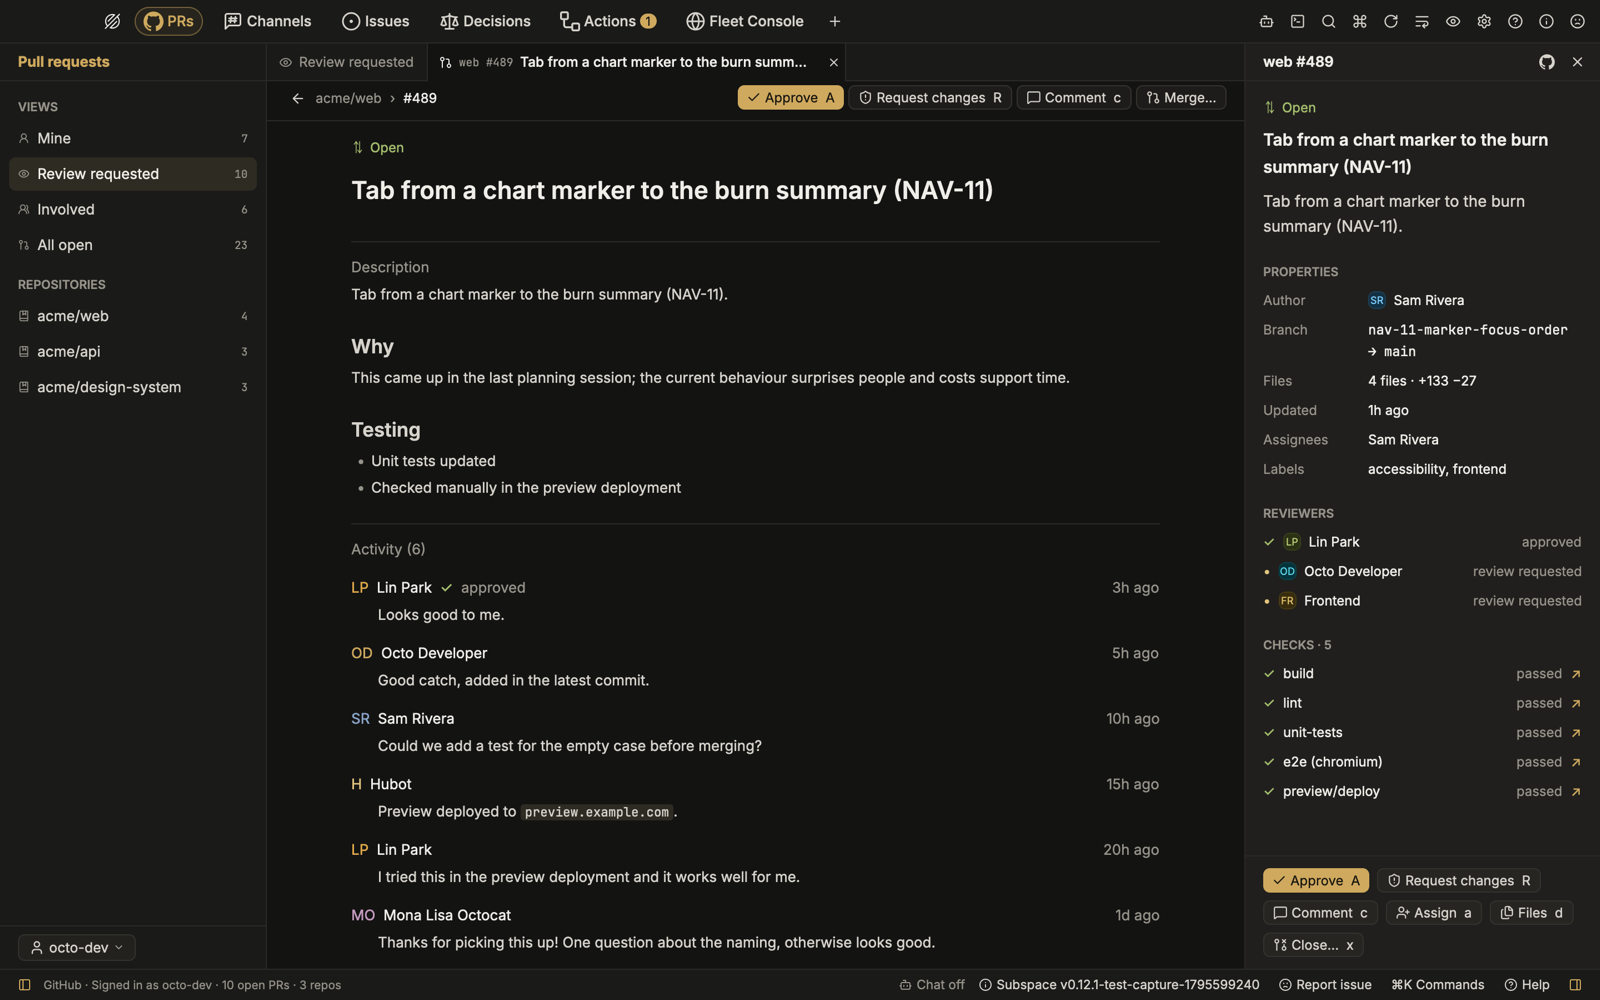 PRs
Channels
Issues
Decisions
Actions 1
Fleet Console
Pull requests
VIEWS
Mine 7
Review requested 10
Involved 6
All open 23
REPOSITORIES
acme/web 4
acme/api 3
acme/design-system 3
octo-dev
Review requested
web #489 Tab from a chart marker to the burn summ...
acme/web › #489
Approve A
Request changes R
Comment c
Merge...
Open
Tab from a chart marker to the burn summary (NAV-11)
Description
Tab from a chart marker to the burn summary (NAV-11).
Why
This came up in the last planning session; the current behaviour surprises people and costs support time.
Testing
• Unit tests updated
• Checked manually in the preview deployment
Activity (6)
LP Lin Park approved 3h ago
Looks good to me.
OD Octo Developer 5h ago
Good catch, added in the latest commit.
SR Sam Rivera 10h ago
Could we add a test for the empty case before merging?
H Hubot 15h ago
Preview deployed to preview.example.com.
LP Lin Park 20h ago
I tried this in the preview deployment and it works well for me.
MO Mona Lisa Octocat 1d ago
Thanks for picking this up! One question about the naming, otherwise looks good.
web #489
Open
Tab from a chart marker to the burn
summary (NAV-11)
Tab from a chart marker to the burn
summary (NAV-11).
PROPERTIES
Author SR Sam Rivera
Branch nav-11-marker-focus-order
→ main
Files 4 files · +133 −27
Updated 1h ago
Assignees Sam Rivera
Labels accessibility, frontend
REVIEWERS
LP Lin Park approved
OD Octo Developer review requested
FR Frontend review requested
CHECKS · 5
build passed
lint passed
unit-tests passed
e2e (chromium) passed
preview/deploy passed
Approve A
Request changes R
Comment c
Assign a
Files d
Close... x
GitHub · Signed in as octo-dev · 10 open PRs · 3 repos
Chat off
Subspace v0.12.1-test-capture-1795599240
Report issue
⌘K Commands
Help